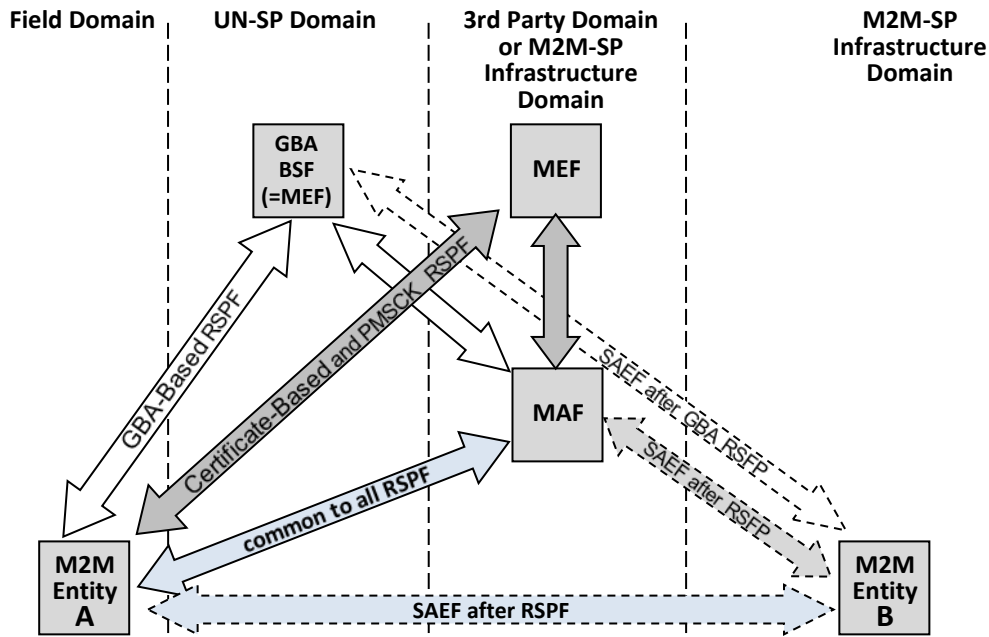 Field Domain
UN-SP Domain
3rd Party Domain
or M2M-SP
Infrastructure
Domain
M2M-SP
Infrastructure
Domain
GBA
BSF
(=MEF)
MEF
GBA-Based RSPF
Certificate-Based and PMSCK RSPF
SAEF after GBA RSFP
MAF
SAEF after RSFP
common to all RSPF
M2M
Entity
A
SAEF after RSPF
M2M
Entity
B